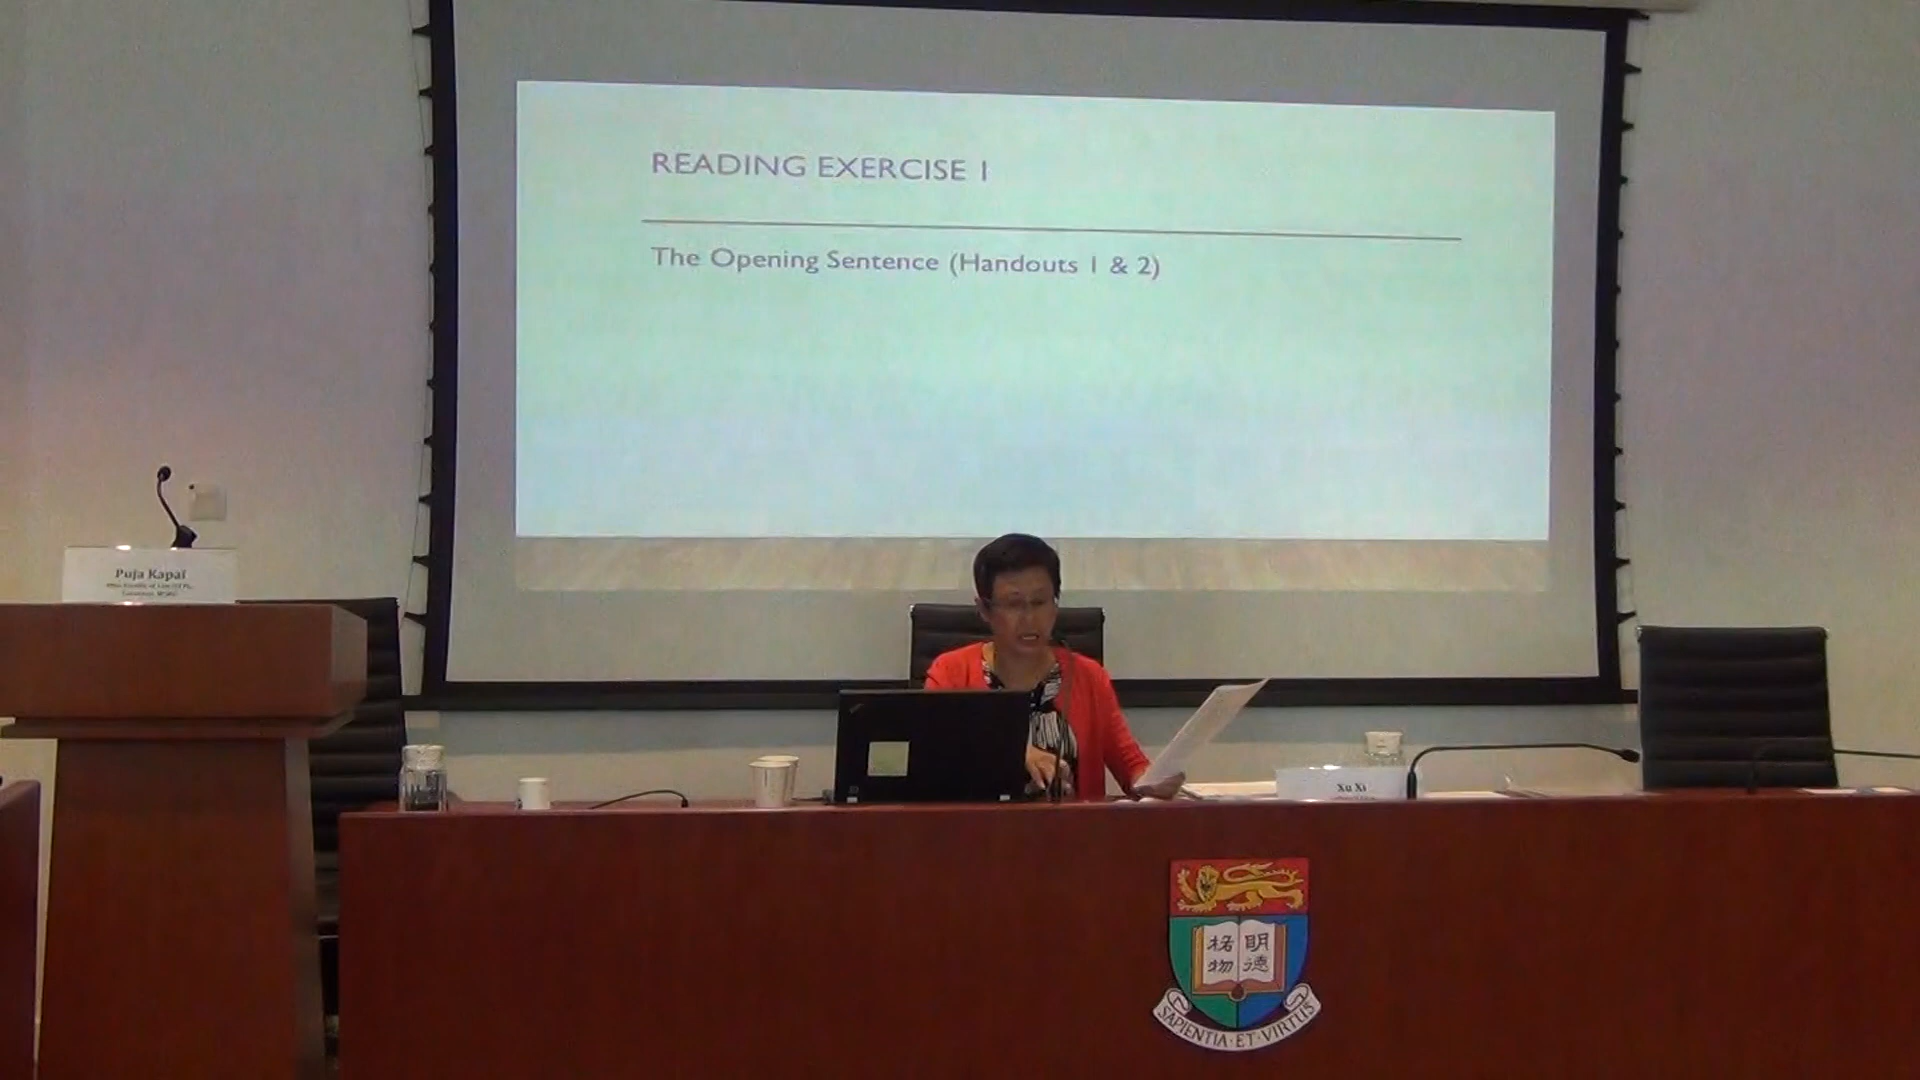 READING EXERCISE 1
The Opening Sentence (Handouts 1 & 2)
Puja Kapai
Xu Xi
明德
格物
SAPIENTIA·ET·VIRTUS